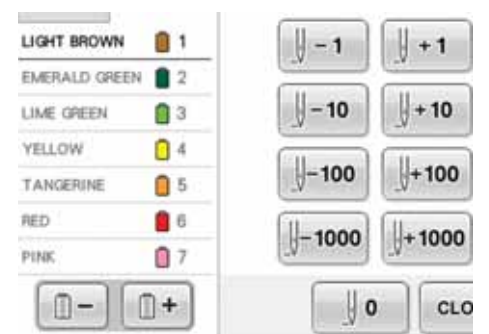 LIGHT BROWN 1
EMERALD GREEN 2
LIME GREEN 3
YELLOW 4
TANGERINE 5
RED 6
PINK 7
- +
-1 +1
-10 +10
-100 +100
-1000 +1000
0 CLO